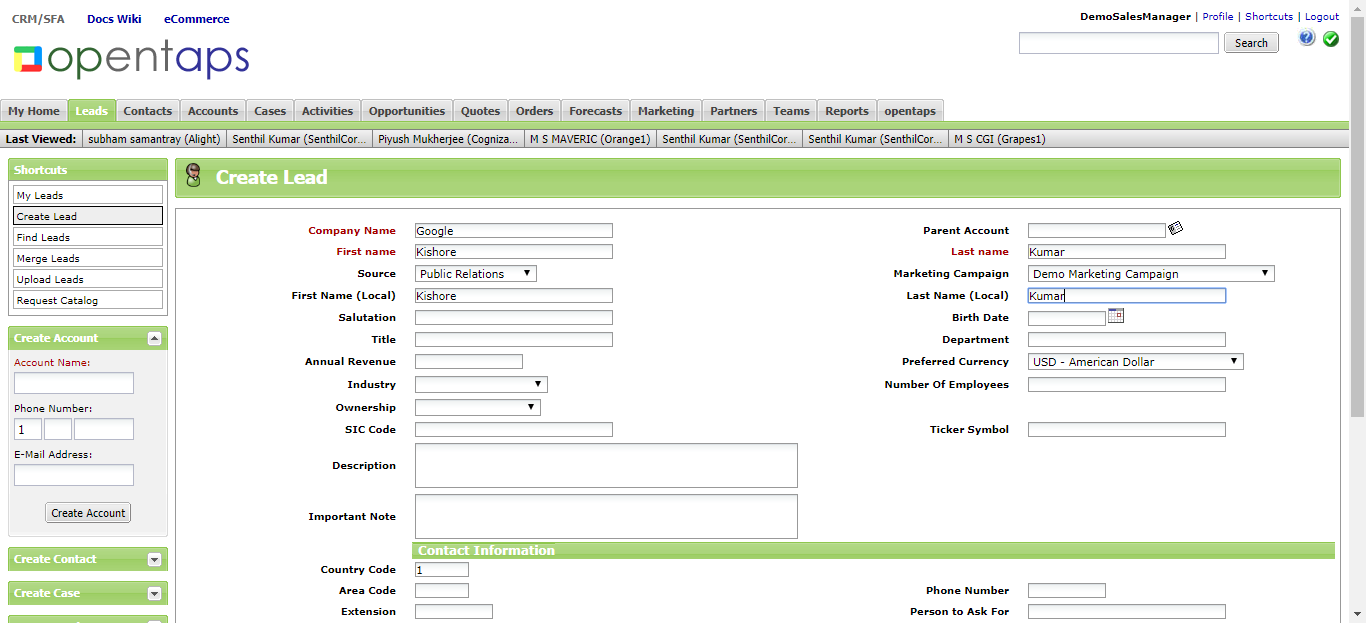 CRM/SFA Docs Wiki eCommerce
DemoSalesManager | Profile | Shortcuts | Logout
opentaps
Search
My Home Leads Contacts Accounts Cases Activities Opportunities Quotes Orders Forecasts Marketing Partners Teams Reports opentaps
Last Viewed: subham samantray (Alight) Senthil Kumar (SenthilCor... Piyush Mukherjee (Cogniza... M S MAVERIC (Orange1) Senthil Kumar (SenthilCor... Senthil Kumar (SenthilCor... M S CGI (Grapes1)
Shortcuts
My Leads
Create Lead
Find Leads
Merge Leads
Upload Leads
Request Catalog
Create Account
Account Name:
Phone Number:
1
E-Mail Address:
Create Account
Create Contact
Create Case
Create Lead
Company Name Google Parent Account
First name Kishore Last name Kumar
Source Public Relations Marketing Campaign Demo Marketing Campaign
First Name (Local) Kishore Last Name (Local) Kumar
Salutation Birth Date
Title Department
Annual Revenue Preferred Currency USD - American Dollar
Industry Number Of Employees
Ownership
SIC Code Ticker Symbol
Description
Important Note
Contact Information
Country Code 1
Area Code Phone Number
Extension Person to Ask For